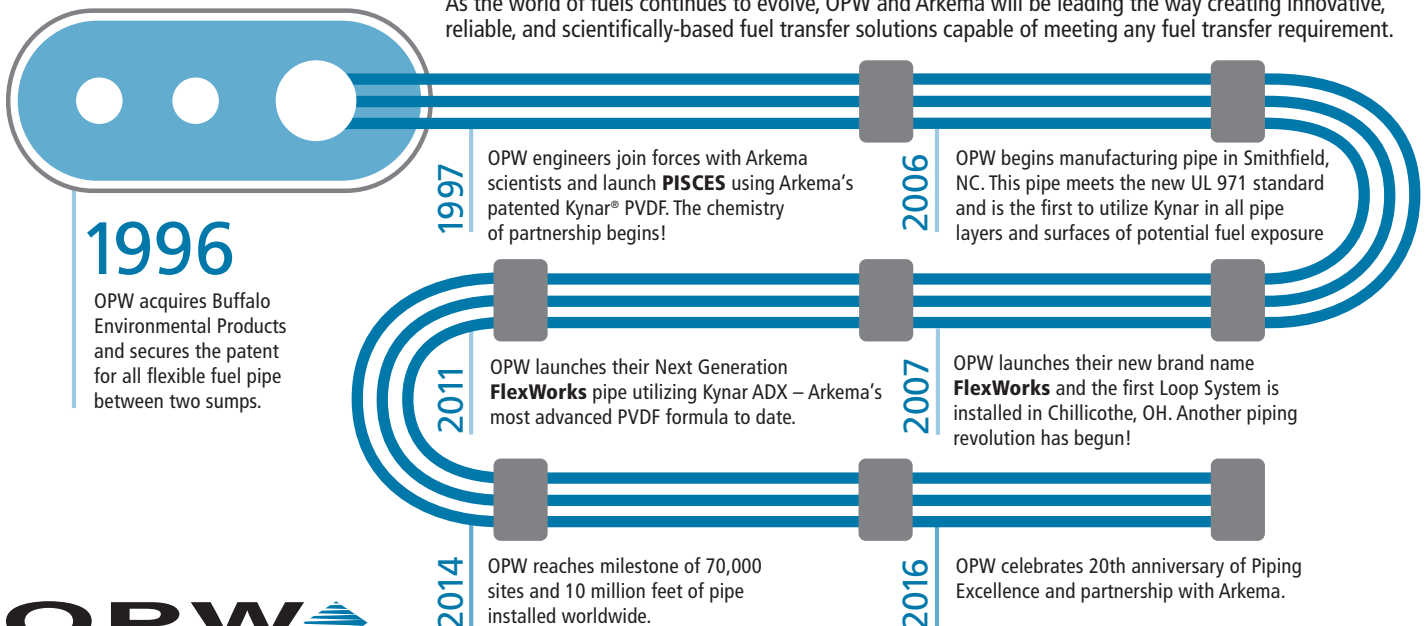 As the world of fuels continues to evolve, OPW and Arkema will be leading the way creating innovative,
reliable, and scientifically-based fuel transfer solutions capable of meeting any fuel transfer requirement.
1996
OPW acquires Buffalo
Environmental Products
and secures the patent
for all flexible fuel pipe
between two sumps.
1997
OPW engineers join forces with Arkema
scientists and launch PISCES using Arkema's
patented Kynar® PVDF. The chemistry
of partnership begins!
2006
OPW begins manufacturing pipe in Smithfield,
NC. This pipe meets the new UL 971 standard
and is the first to utilize Kynar in all pipe
layers and surfaces of potential fuel exposure
2007
OPW launches their new brand name
FlexWorks and the first Loop System is
installed in Chillicothe, OH. Another piping
revolution has begun!
2011
OPW launches their Next Generation
FlexWorks pipe utilizing Kynar ADX – Arkema's
most advanced PVDF formula to date.
2014
OPW reaches milestone of 70,000
sites and 10 million feet of pipe
installed worldwide.
2016
OPW celebrates 20th anniversary of Piping
Excellence and partnership with Arkema.
OPW